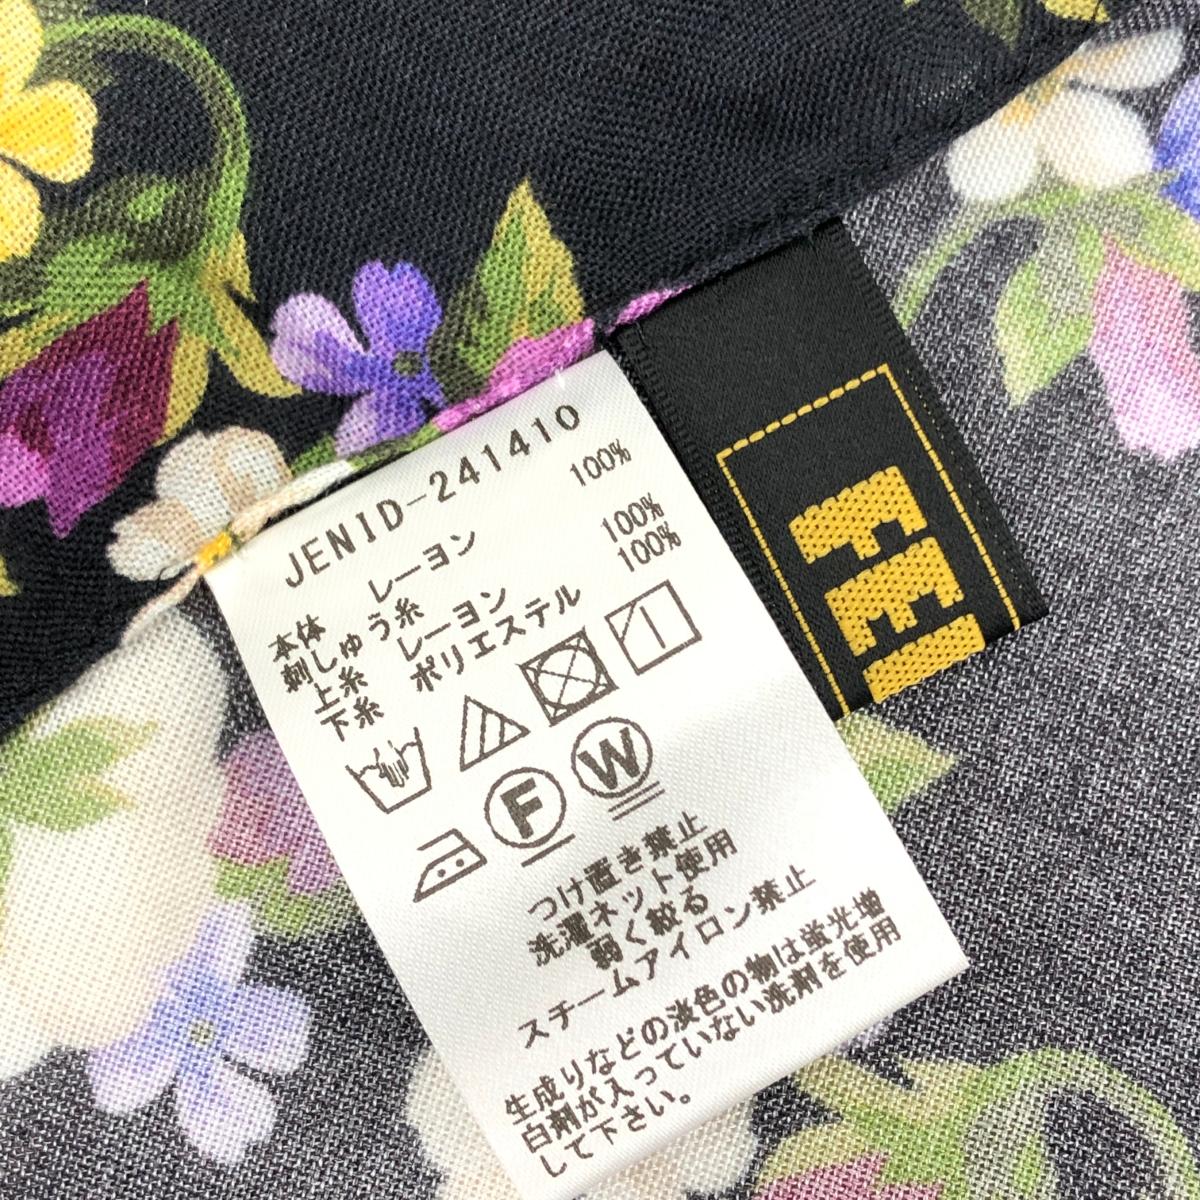 JENID-241410
本体 レーヨン 100%
刺しゅう糸
上糸 レーヨン 100%
下糸 ポリエステル 100%
F W
つけ置き禁止
洗濯ネット使用
弱く絞る
スチームアイロン禁止
生成りなどの淡色の物は蛍光増
白剤が入っていない洗剤を使用
して下さい。
FEI